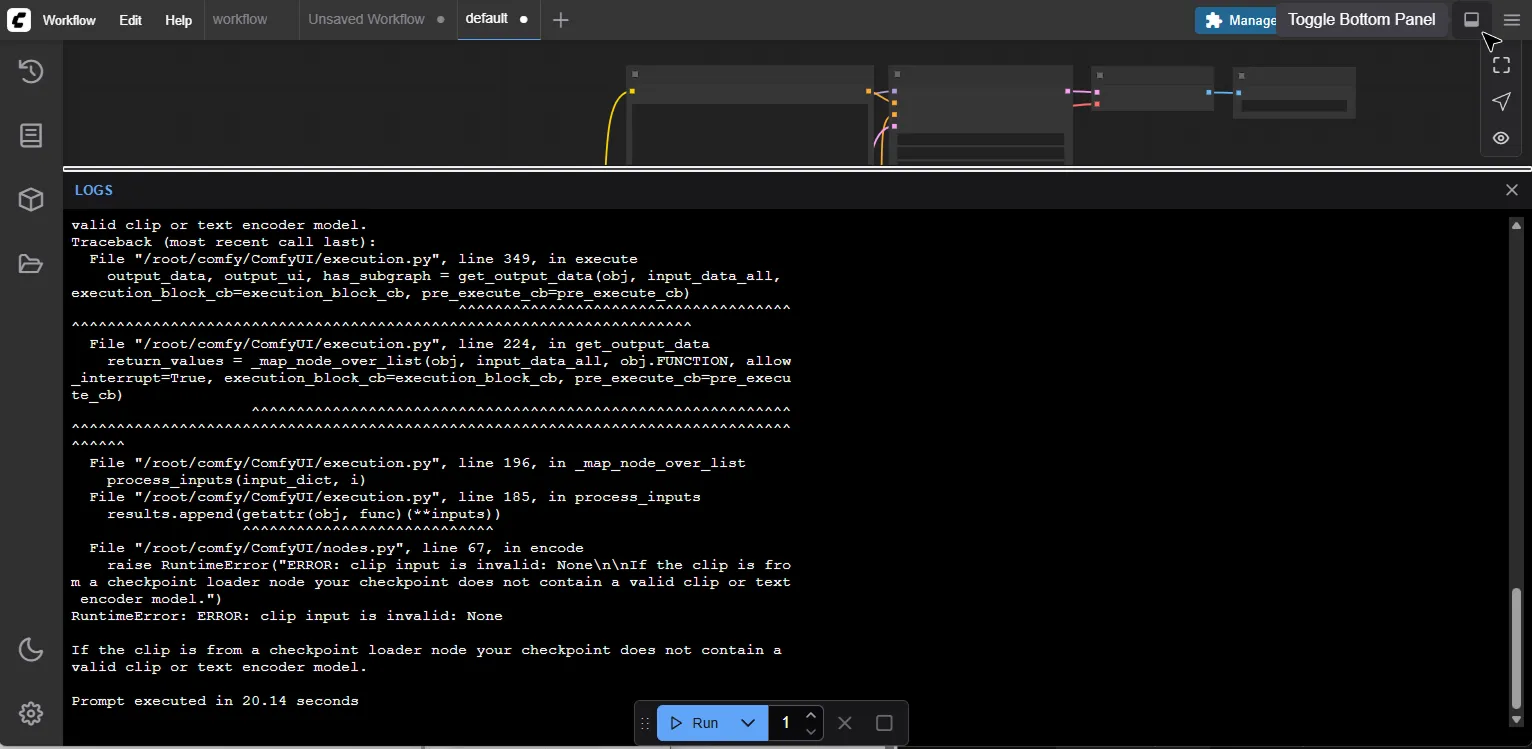 Workflow Edit Help workflow Unsaved Workflow default Manage Toggle Bottom Panel
LOGS
valid clip or text encoder model.
Traceback (most recent call last):
  File "/root/comfy/ComfyUI/execution.py", line 349, in execute
    output_data, output_ui, has_subgraph = get_output_data(obj, input_data_all,
execution_block_cb=execution_block_cb, pre_execute_cb=pre_execute_cb)
                                           ^^^^^^^^^^^^^^^^^^^^^^^^^^^^^^^^^^^^^
^^^^^^^^^^^^^^^^^^^^^^^^^^^^^^^^^^^^^^^^^^^^^^^^^^^^^^^^^^^^^^^^^^^^^
  File "/root/comfy/ComfyUI/execution.py", line 224, in get_output_data
    return_values = _map_node_over_list(obj, input_data_all, obj.FUNCTION, allow
_interrupt=True, execution_block_cb=execution_block_cb, pre_execute_cb=pre_execu
te_cb)
                    ^^^^^^^^^^^^^^^^^^^^^^^^^^^^^^^^^^^^^^^^^^^^^^^^^^^^^^^^^^^^
^^^^^^^^^^^^^^^^^^^^^^^^^^^^^^^^^^^^^^^^^^^^^^^^^^^^^^^^^^^^^^^^^^^^^^^^^^^^^^^^
^^^^^^
  File "/root/comfy/ComfyUI/execution.py", line 196, in _map_node_over_list
    process_inputs(input_dict, i)
  File "/root/comfy/ComfyUI/execution.py", line 185, in process_inputs
    results.append(getattr(obj, func)(**inputs))
                   ^^^^^^^^^^^^^^^^^^^^^^^^^^^^
  File "/root/comfy/ComfyUI/nodes.py", line 67, in encode
    raise RuntimeError("ERROR: clip input is invalid: None\n\nIf the clip is fro
m a checkpoint loader node your checkpoint does not contain a valid clip or text
 encoder model.")
RuntimeError: ERROR: clip input is invalid: None
If the clip is from a checkpoint loader node your checkpoint does not contain a
valid clip or text encoder model.
Prompt executed in 20.14 seconds
Run 1